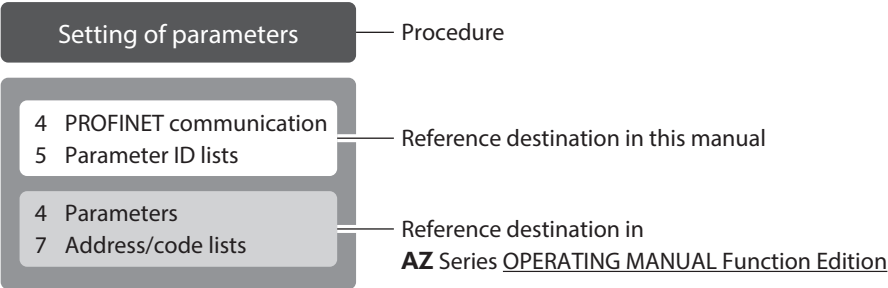 Setting of parameters
Procedure
4 PROFINET communication
5 Parameter ID lists
Reference destination in this manual
4 Parameters
7 Address/code lists
Reference destination in
AZ Series OPERATING MANUAL Function Edition